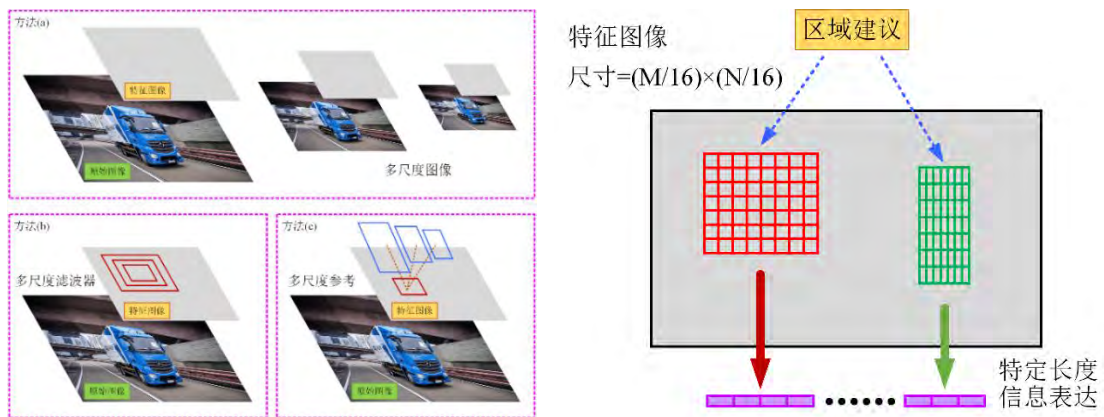 方法(a)
特征图像
原始图像
多尺度图像
方法(b)
多尺度滤波器
特征图像
原始图像
方法(c)
多尺度参考
特征图像
原始图像
特征图像
尺寸=(M/16)×(N/16)
区域建议
特定长度
信息表达